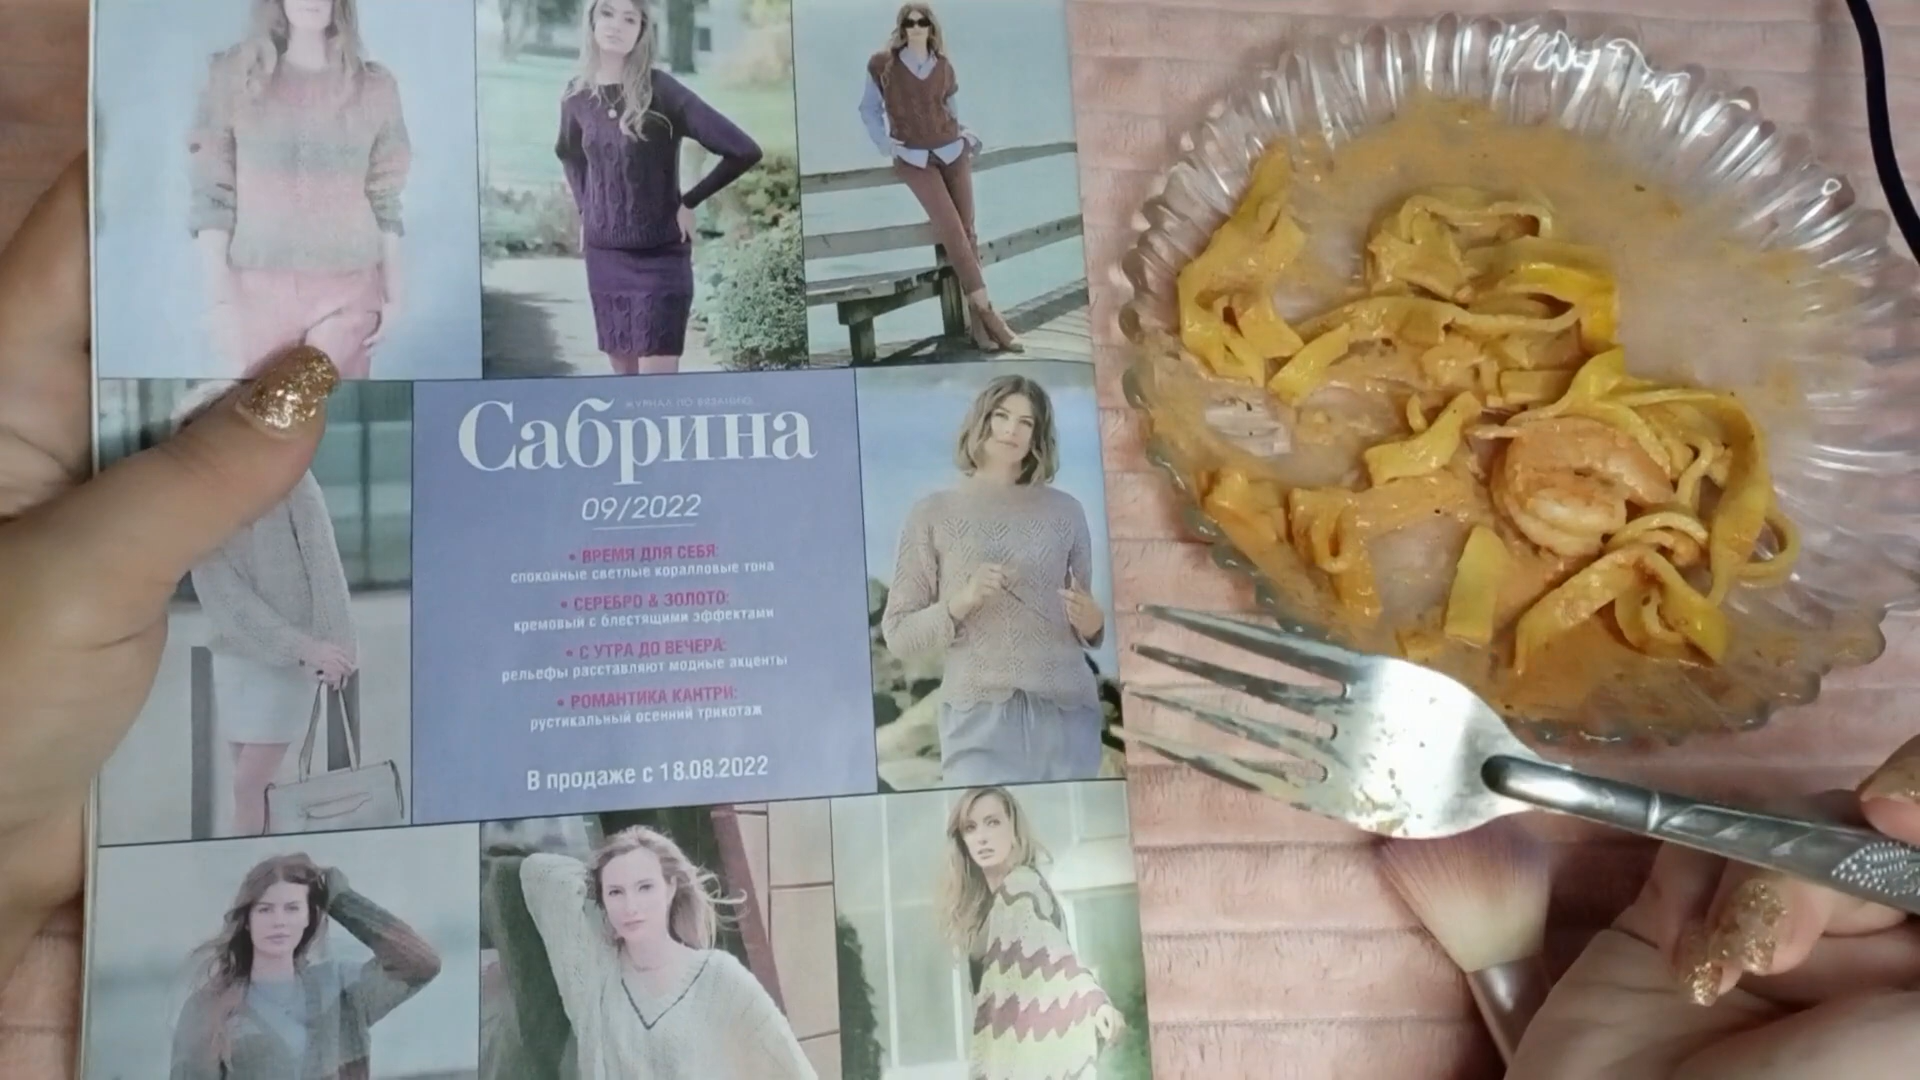 ЖУРНАЛ ПО ВЯЗАНИЮ
Сабрина
09/2022
• ВРЕМЯ ДЛЯ СЕБЯ:
спокойные светлые коралловые тона
• СЕРЕБРО & ЗОЛОТО:
кремовый с блестящими эффектами
• С УТРА ДО ВЕЧЕРА:
рельефы расставляют модные акценты
• РОМАНТИКА КАНТРИ:
рустикальный осенний трикотаж
В продаже с 18.08.2022